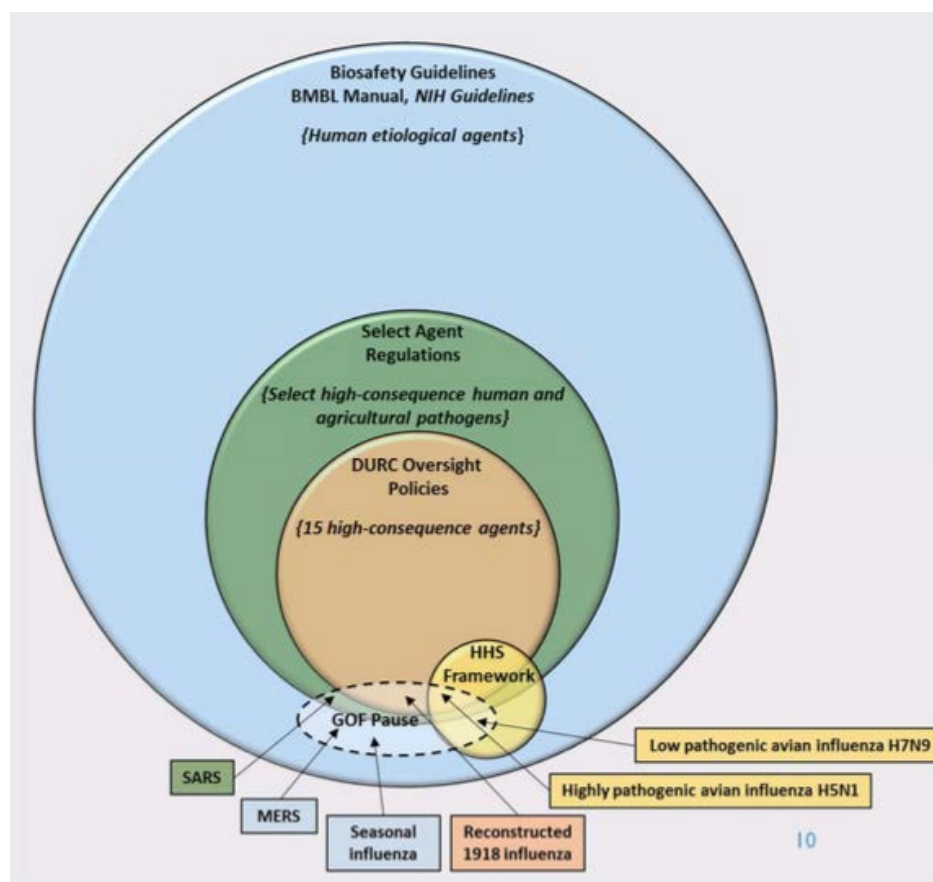 Biosafety Guidelines
BMBL Manual, NIH Guidelines
{Human etiological agents}
Select Agent
Regulations
{Select high-consequence human and
agricultural pathogens}
DURC Oversight
Policies
{15 high-consequence agents}
HHS
Framework
GOF Pause
Low pathogenic avian influenza H7N9
SARS
Highly pathogenic avian influenza H5N1
MERS
Seasonal
influenza
Reconstructed
1918 influenza
10